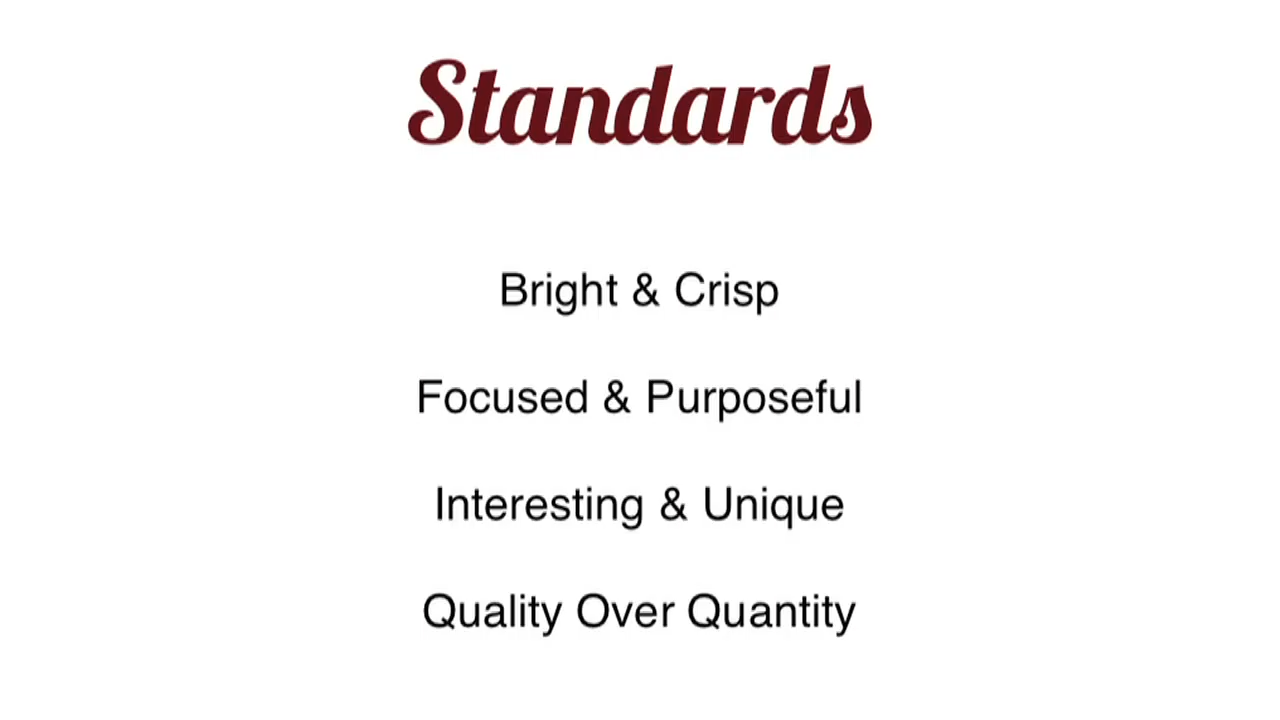 Standards
Bright & Crisp
Focused & Purposeful
Interesting & Unique
Quality Over Quantity